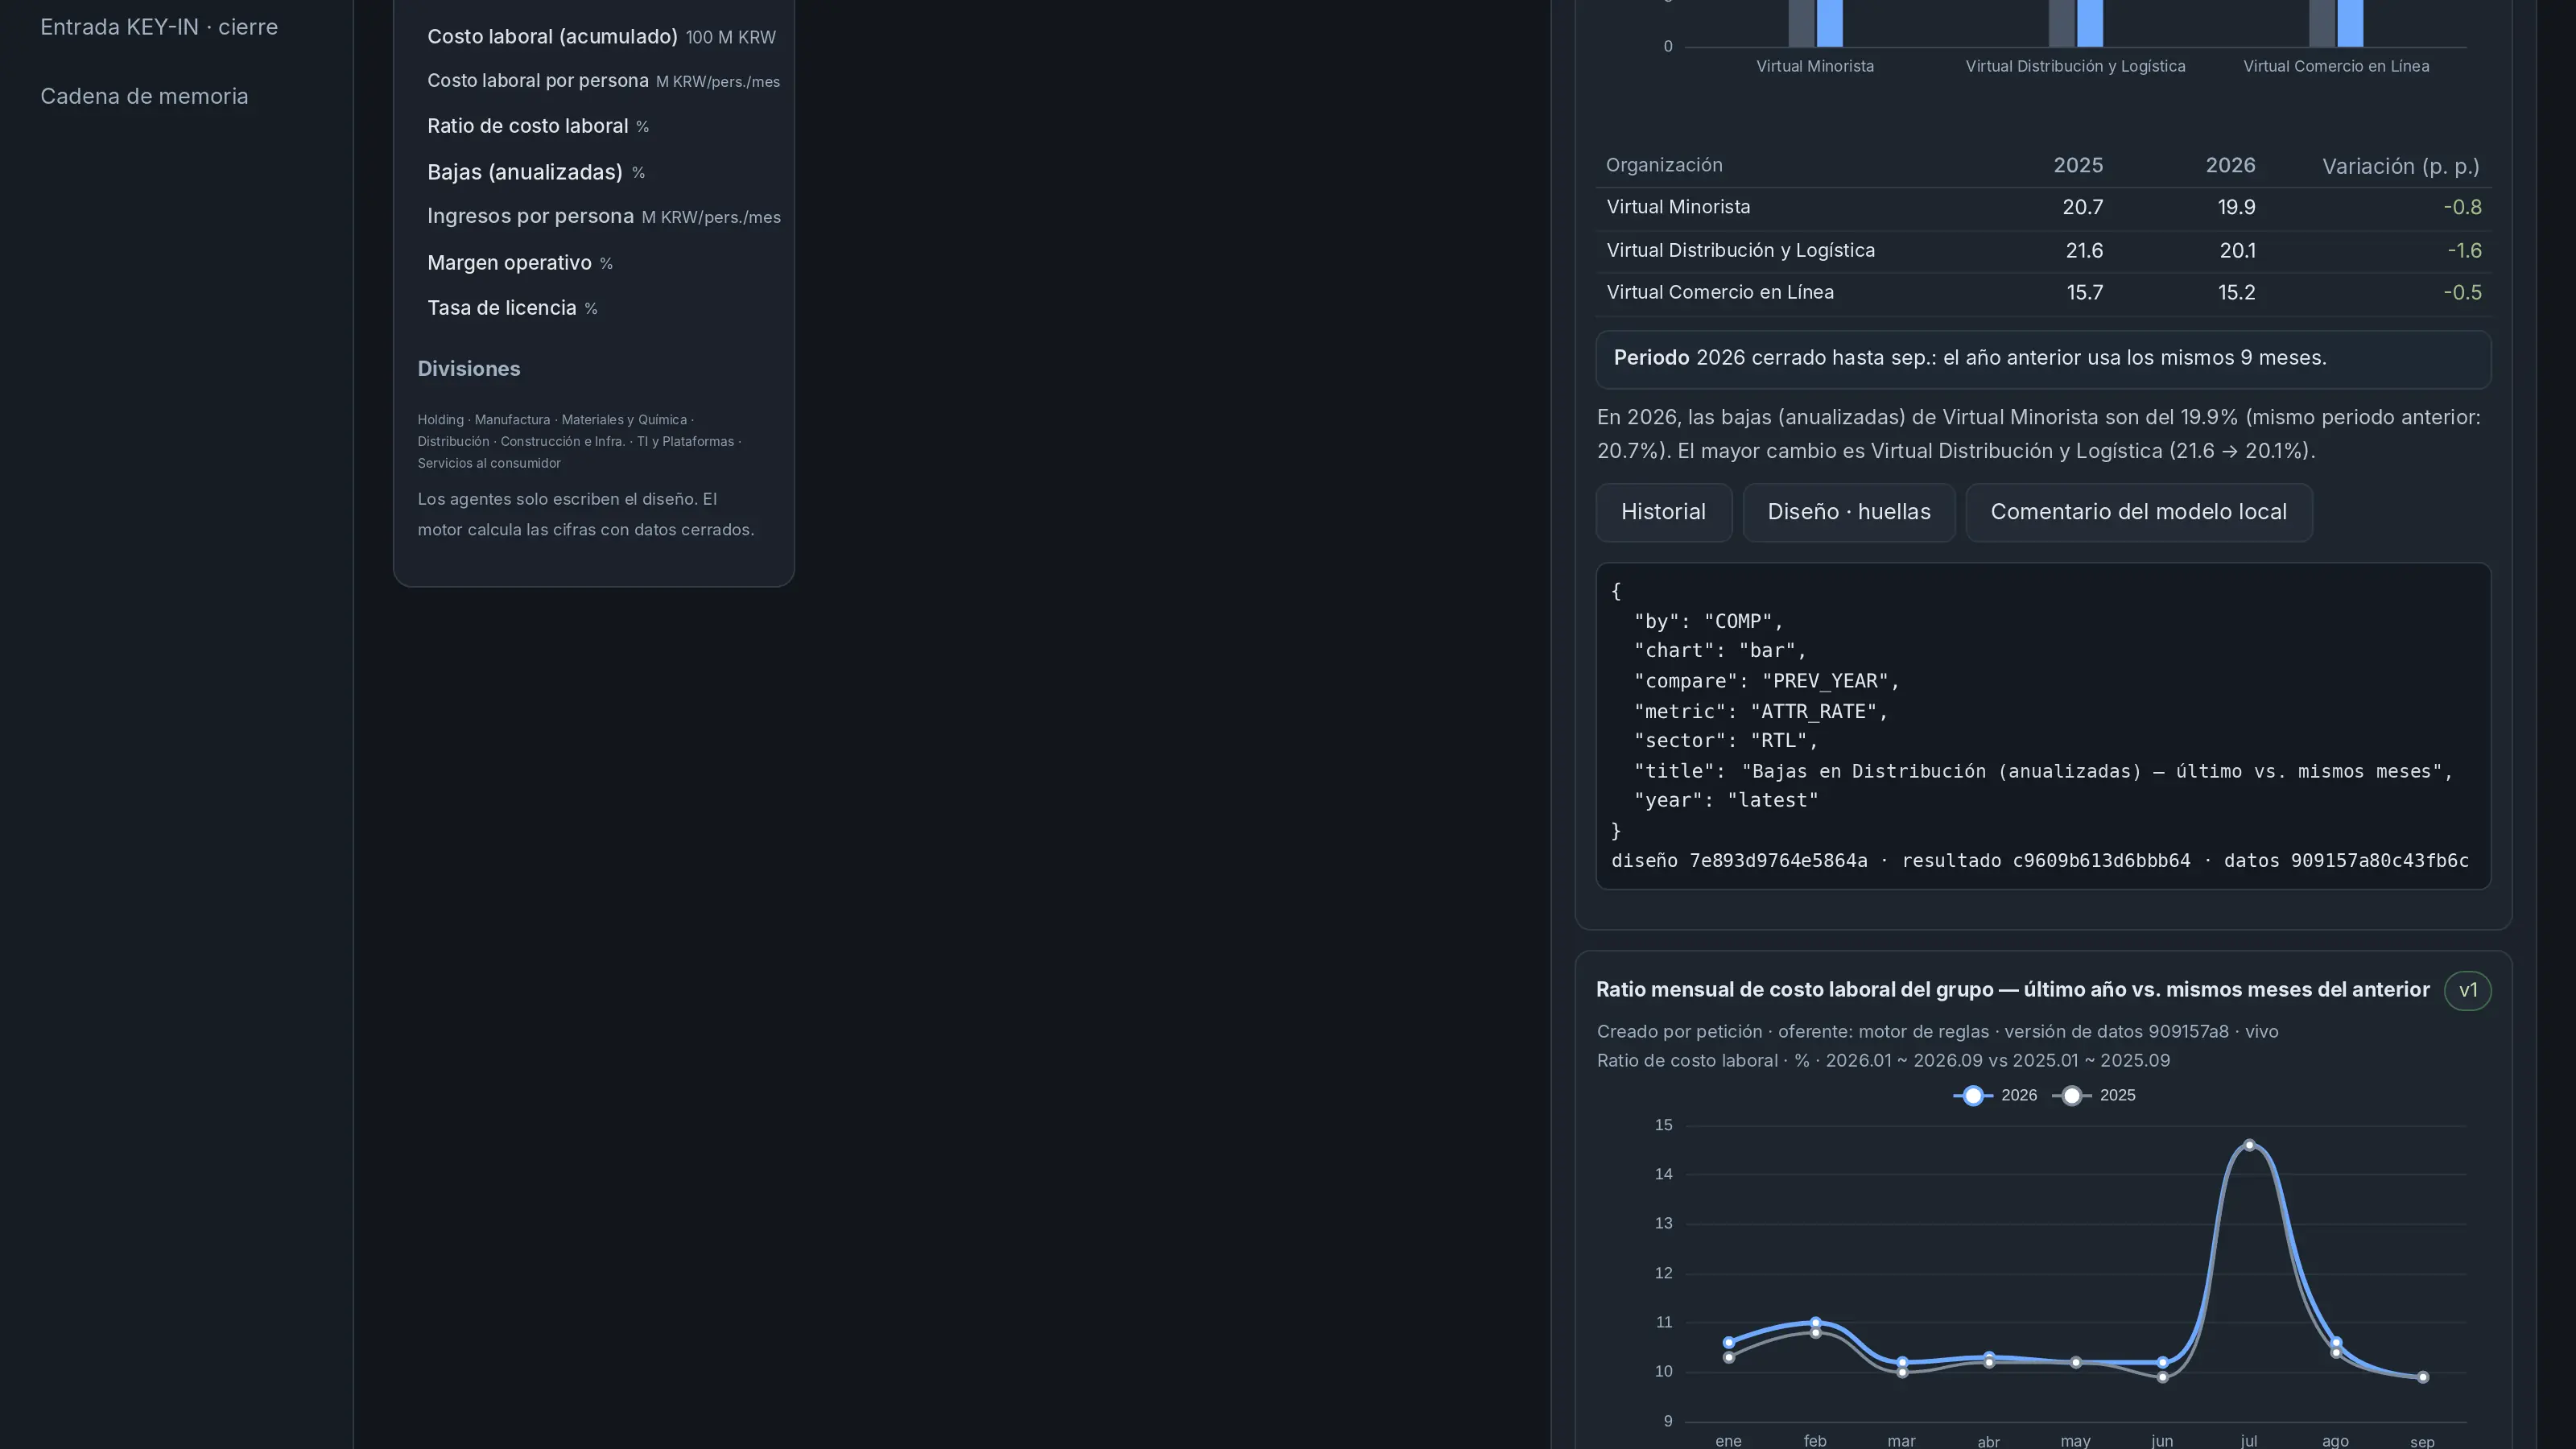 Entrada KEY-IN · cierre
Cadena de memoria
Costo laboral (acumulado) 100 M KRW
Costo laboral por persona M KRW/pers./mes
Ratio de costo laboral %
Bajas (anualizadas) %
Ingresos por persona M KRW/pers./mes
Margen operativo %
Tasa de licencia %
Divisiones
Holding · Manufactura · Materiales y Química ·
Distribución · Construcción e Infra. · TI y Plataformas ·
Servicios al consumidor
Los agentes solo escriben el diseño. El
motor calcula las cifras con datos cerrados.
0
Virtual Minorista Virtual Distribución y Logística Virtual Comercio en Línea
Organización 2025 2026 Variación (p. p.)
Virtual Minorista 20.7 19.9 -0.8
Virtual Distribución y Logística 21.6 20.1 -1.6
Virtual Comercio en Línea 15.7 15.2 -0.5
Periodo 2026 cerrado hasta sep.: el año anterior usa los mismos 9 meses.
En 2026, las bajas (anualizadas) de Virtual Minorista son del 19.9% (mismo periodo anterior:
20.7%). El mayor cambio es Virtual Distribución y Logística (21.6 → 20.1%).
Historial Diseño · huellas Comentario del modelo local
{
"by": "COMP",
"chart": "bar",
"compare": "PREV_YEAR",
"metric": "ATTR_RATE",
"sector": "RTL",
"title": "Bajas en Distribución (anualizadas) — último vs. mismos meses",
"year": "latest"
}
diseño 7e893d9764e5864a · resultado c9609b613d6bbb64 · datos 909157a80c43fb6c
Ratio mensual de costo laboral del grupo — último año vs. mismos meses del anterior v1
Creado por petición · oferente: motor de reglas · versión de datos 909157a8 · vivo
Ratio de costo laboral · % · 2026.01 ~ 2026.09 vs 2025.01 ~ 2025.09
2026 2025
15
14
13
12
11
10
9
ene feb mar abr may jun jul ago sep